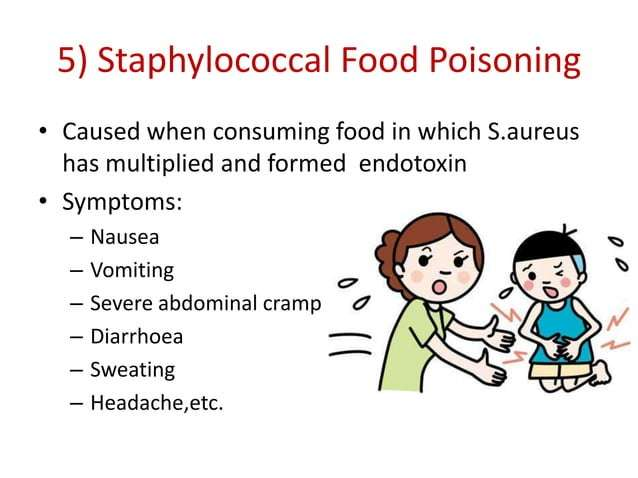 5) Staphylococcal Food Poisoning
• Caused when consuming food in which S.aureus
has multiplied and formed  endotoxin
• Symptoms:
– Nausea
– Vomiting
– Severe abdominal cramp
– Diarrhoea
– Sweating
– Headache,etc.